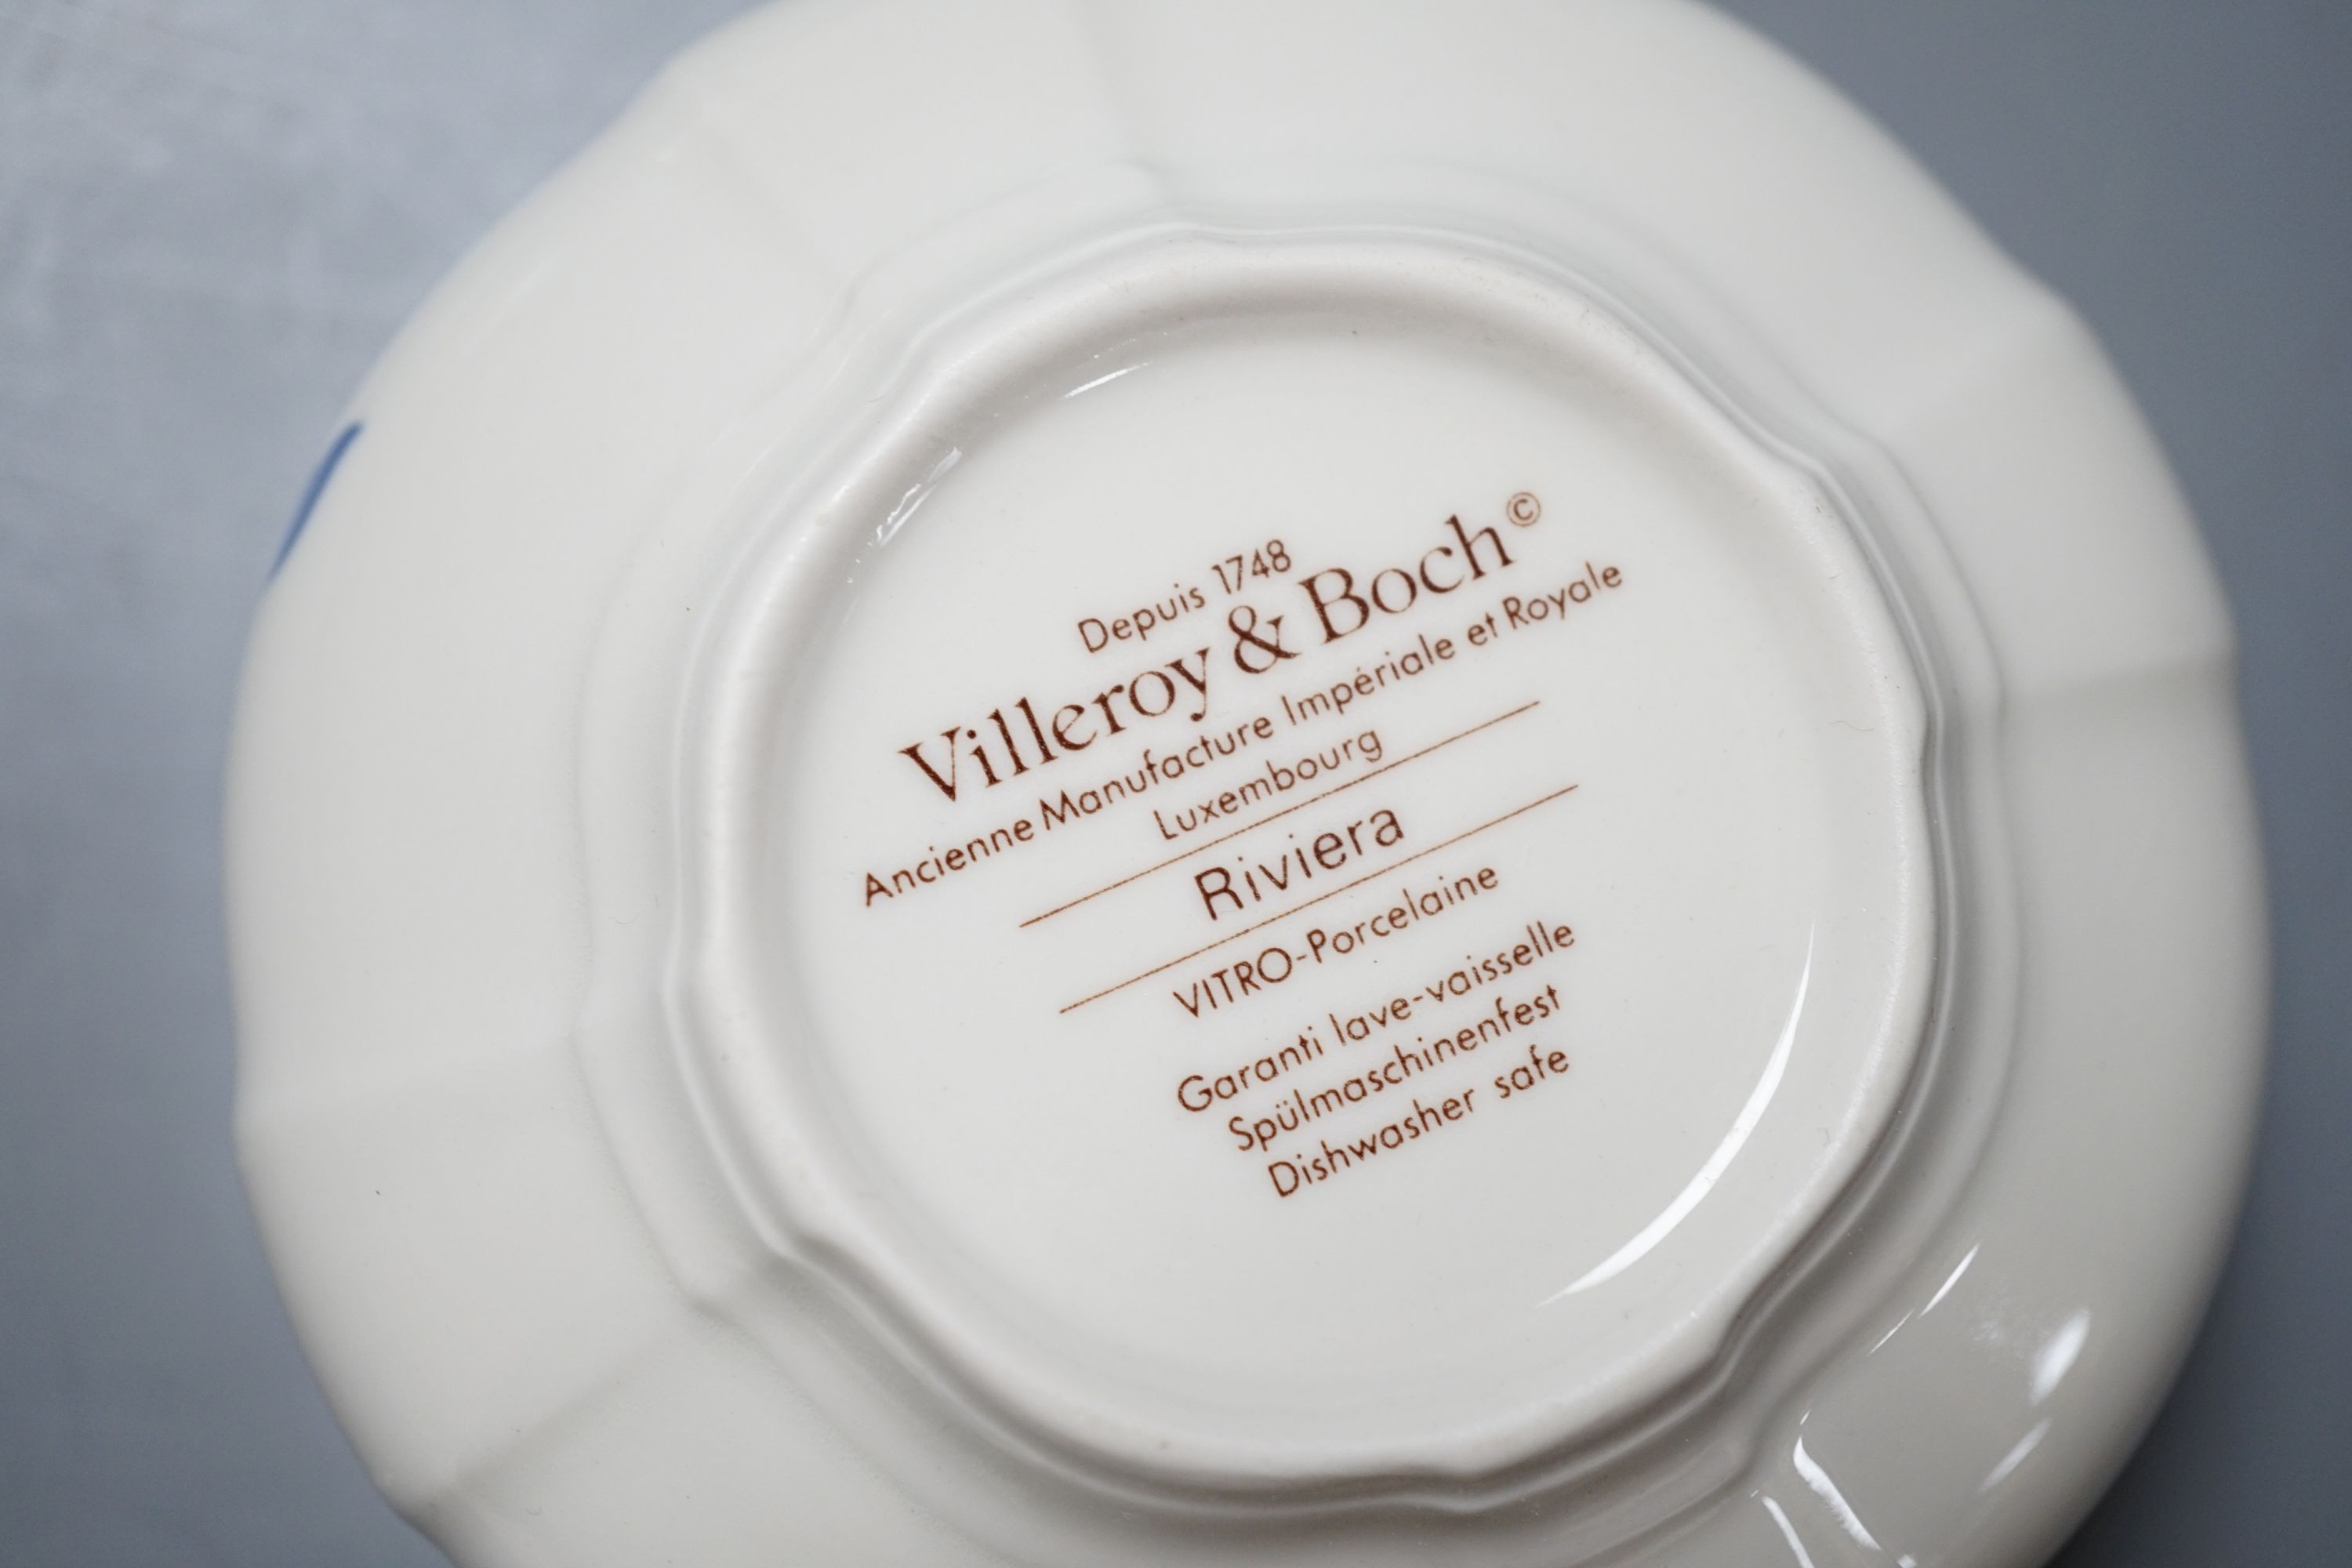 Depuis 1748
Villeroy & Boch©
Ancienne Manufacture Impériale et Royale
Luxembourg
Riviera
VITRO-Porcelaine
Garanti lave-vaisselle
Spülmaschinenfest
Dishwasher safe